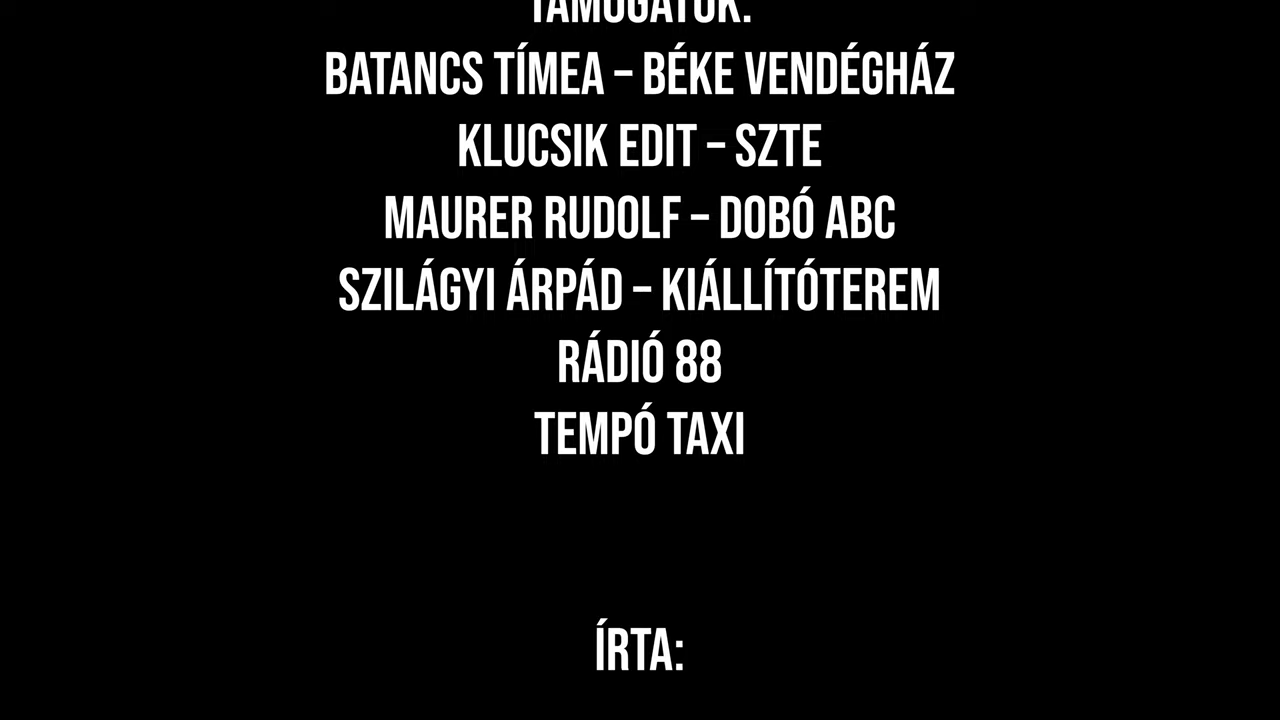 TÁMOGATÓK:
BATANCS TÍMEA – BÉKE VENDÉGHÁZ
KLUCSIK EDIT – SZTE
MAURER RUDOLF – DOBÓ ABC
SZILÁGYI ÁRPÁD – KIÁLLÍTÓTEREM
RÁDIÓ 88
TEMPÓ TAXI
ÍRTA: